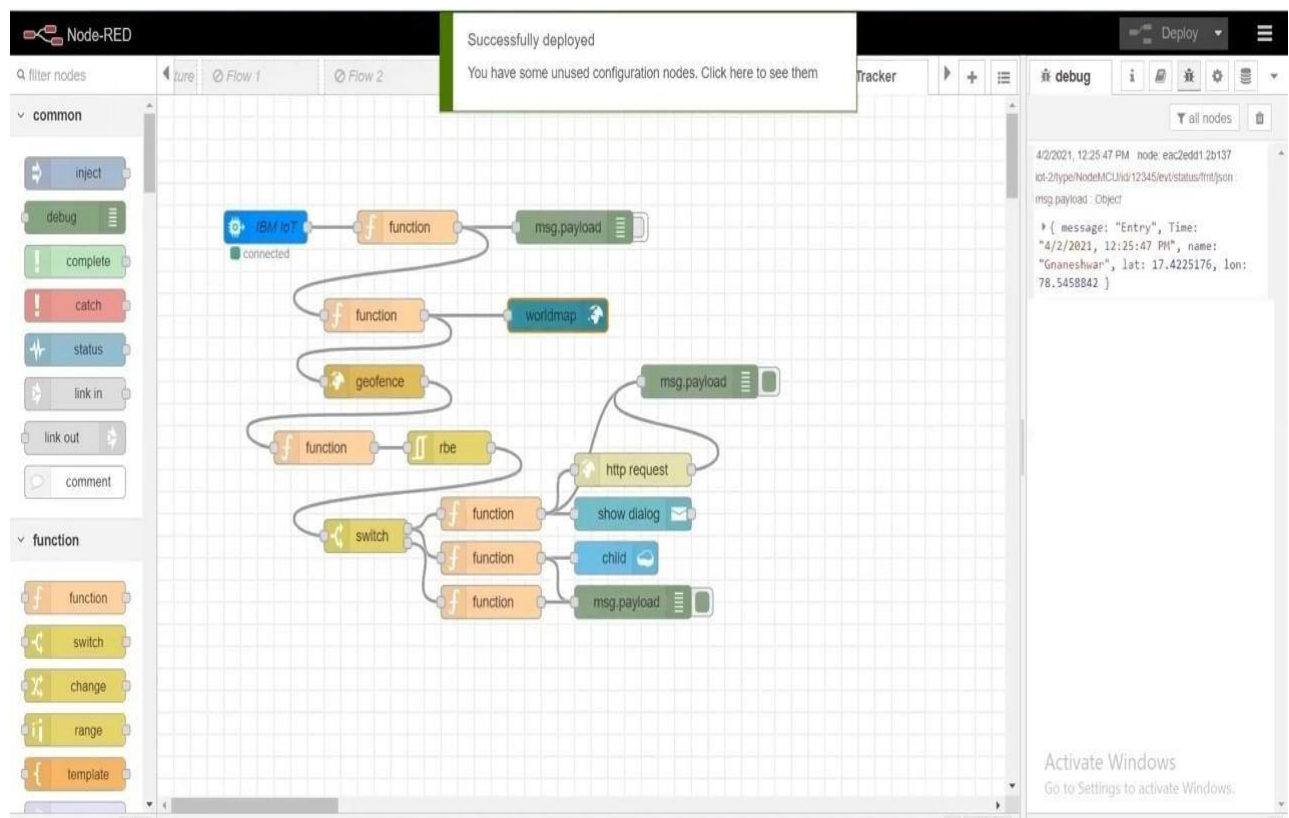 Node-RED
Successfully deployed
You have some unused configuration nodes. Click here to see them
Deploy
filter nodes
ture
Flow 1
Flow 2
Tracker
debug
i
all nodes
common
inject
debug
complete
catch
status
link in
link out
comment
function
function
switch
change
range
template
IBM IoT
connected
function
msg.payload
function
worldmap
geofence
msg.payload
function
rbe
http request
switch
function
show dialog
function
child
function
msg.payload
4/2/2021, 12:25:47 PM node: eac2edd1.2b137
iot-2/type/NodeMCU/id/12345/evt/status/fmt/json :
msg.payload : Object
{ message: "Entry", Time:
"4/2/2021, 12:25:47 PM", name:
"Gnaneshwar", lat: 17.4225176, lon:
78.5458842 }
Activate Windows
Go to Settings to activate Windows.